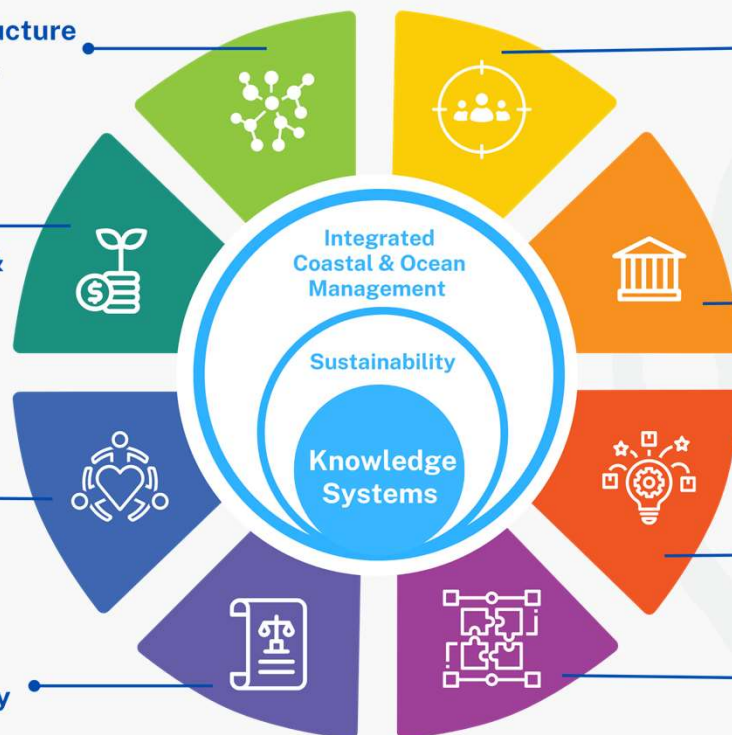 ucture
&
y
Integrated
Coastal & Ocean
Management
Sustainability
Knowledge
Systems